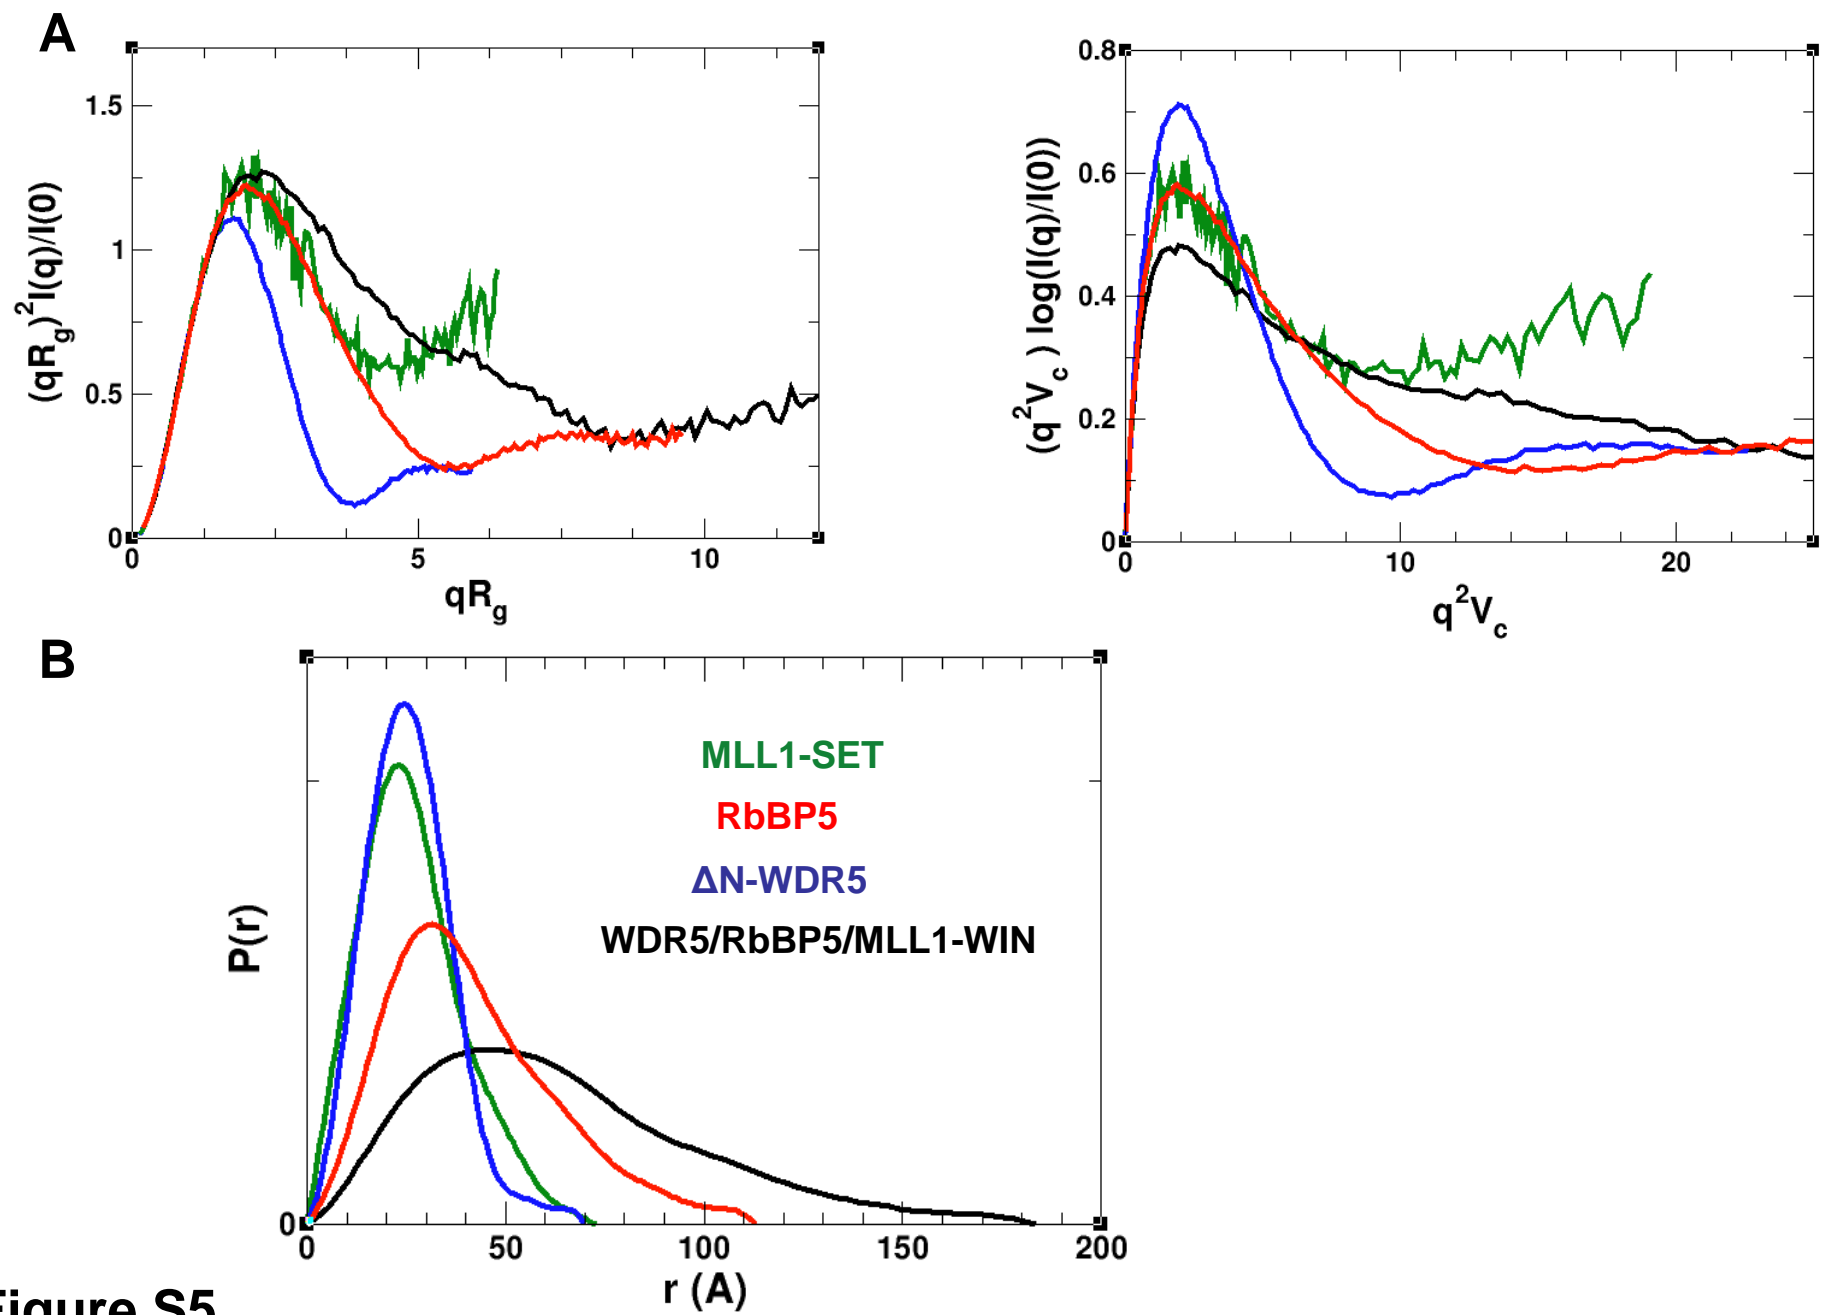 A
1.5
1
0.5
0
0
5
10
(qRg)²I(q)/I(0)
qRg
0.8
0.6
0.4
0.2
0
0
10
20
(q²Vc ) log(I(q)/I(0))
q²Vc
B
MLL1-SET
RbBP5
ΔN-WDR5
WDR5/RbBP5/MLL1-WIN
P(r)
0
0
50
100
150
200
r (A)
Figure S5